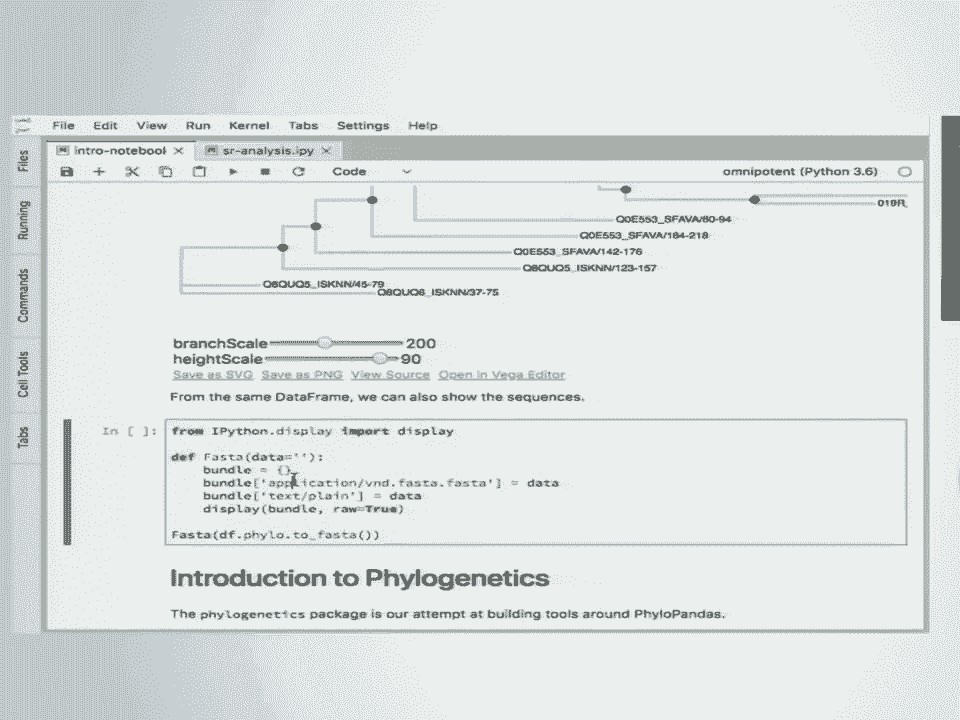 File Edit View Run Kernel Tabs Settings Help
intro-notebool × sr-analysis.ipy ×
Code omnipotent (Python 3.6)
Files
Running
Commands
Cell Tools
Tabs
019R
Q0E553_SFAVA/60-94
Q0E553_SFAVA/184-218
Q0E553_SFAVA/142-176
Q8QUQ5_ISKNN/123-157
Q8QUQ5_ISKNN/45-79
Q8QUQ6_ISKNN/37-75
branchScale 200
heightScale 90
Save as SVG Save as PNG View Source Open in Vega Editor
From the same DataFrame, we can also show the sequences.
In [ ]: from IPython.display import display
def Fasta(data=''):
bundle = {}
bundle['application/vnd.fasta.fasta'] = data
bundle['text/plain'] = data
display(bundle, raw=True)
Fasta(df.phylo.to_fasta())
Introduction to Phylogenetics
The phylogenetics package is our attempt at building tools around PhyloPandas.